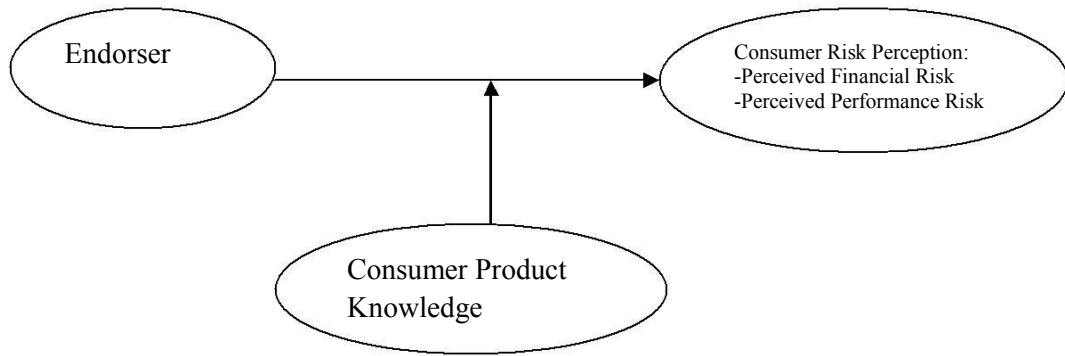 Endorser
Consumer Risk Perception:
-Perceived Financial Risk
-Perceived Performance Risk
Consumer Product
Knowledge